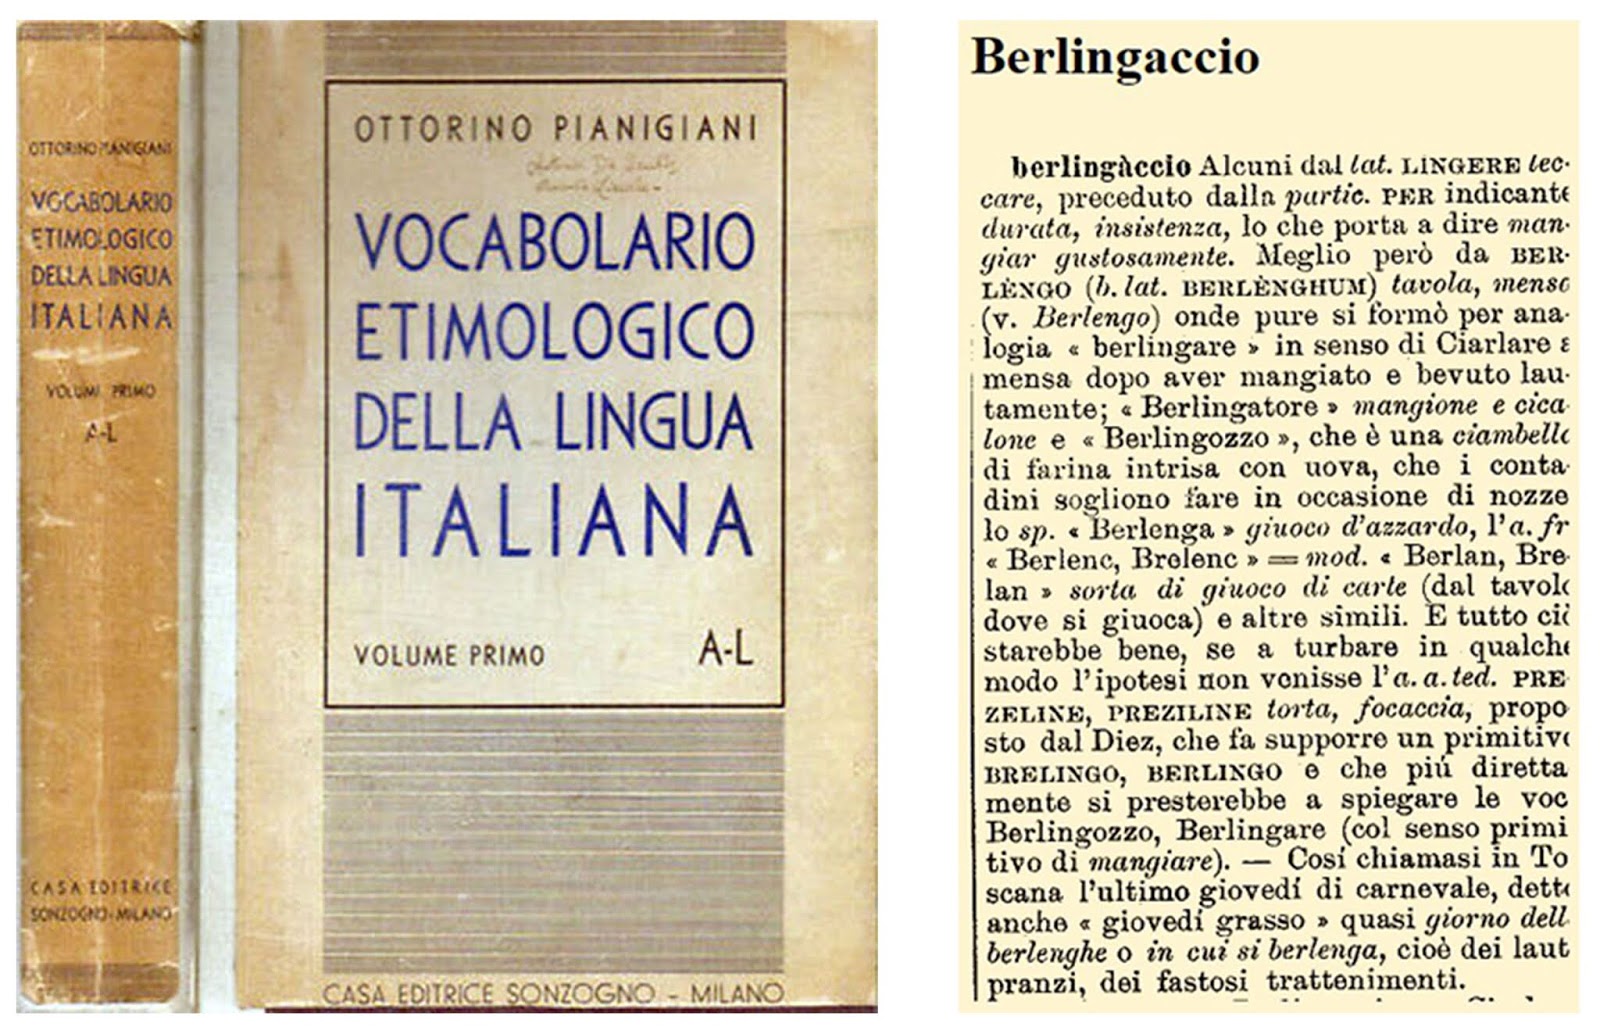 OTTORINO PIANIGIANI
VOCABOLARIO
ETIMOLOGICO
DELLA LINGUA
ITALIANA
VOLUME PRIMO
A-L
CASA EDITRICE
SONZOGNO-MILANO
OTTORINO PIANIGIANI
VOCABOLARIO
ETIMOLOGICO
DELLA LINGUA
ITALIANA
VOLUME PRIMO A-L
CASA EDITRICE SONZOGNO - MILANO
Berlingaccio
berlingàccio Alcuni dal lat. LINGERE lec-
care, preceduto dalla partic. PER indicante
durata, insistenza, lo che porta a dire man-
giar gustosamente. Meglio però da BER-
LÈNGO (b. lat. BERLÈNGHUM) tavola, mensa
(v. Berlengo) onde pure si formò per ana-
logia « berlingare » in senso di Ciarlare a
mensa dopo aver mangiato e bevuto lau-
tamente; « Berlingatore » mangione e cica-
lone e « Berlingozzo », che è una ciambella
di farina intrisa con uova, che i conta-
dini sogliono fare in occasione di nozze
lo sp. « Berlenga » giuoco d'azzardo, l'a. fr
« Berlenc, Brelenc » = mod. « Berlan, Bre-
lan » sorta di giuoco di carte (dal tavolo
dove si giuoca) e altre simili. E tutto ciò
starebbe bene, se a turbare in qualche
modo l'ipotesi non venisse l'a. a. ted. PRE-
ZELINE, PREZILINE torta, focaccia, propo
sto dal Diez, che fa supporre un primitivo
BRELINGO, BERLINGO e che più diretta
mente si presterebbe a spiegare le voc
Berlingozzo, Berlingare (col senso primi
tivo di mangiare). — Così chiamasi in To
scana l'ultimo giovedí di carnevale, dette
anche « giovedí grasso » quasi giorno dell
berlenghe o in cui si berlenga, cioè dei laut
pranzi, dei fastosi trattenimenti.